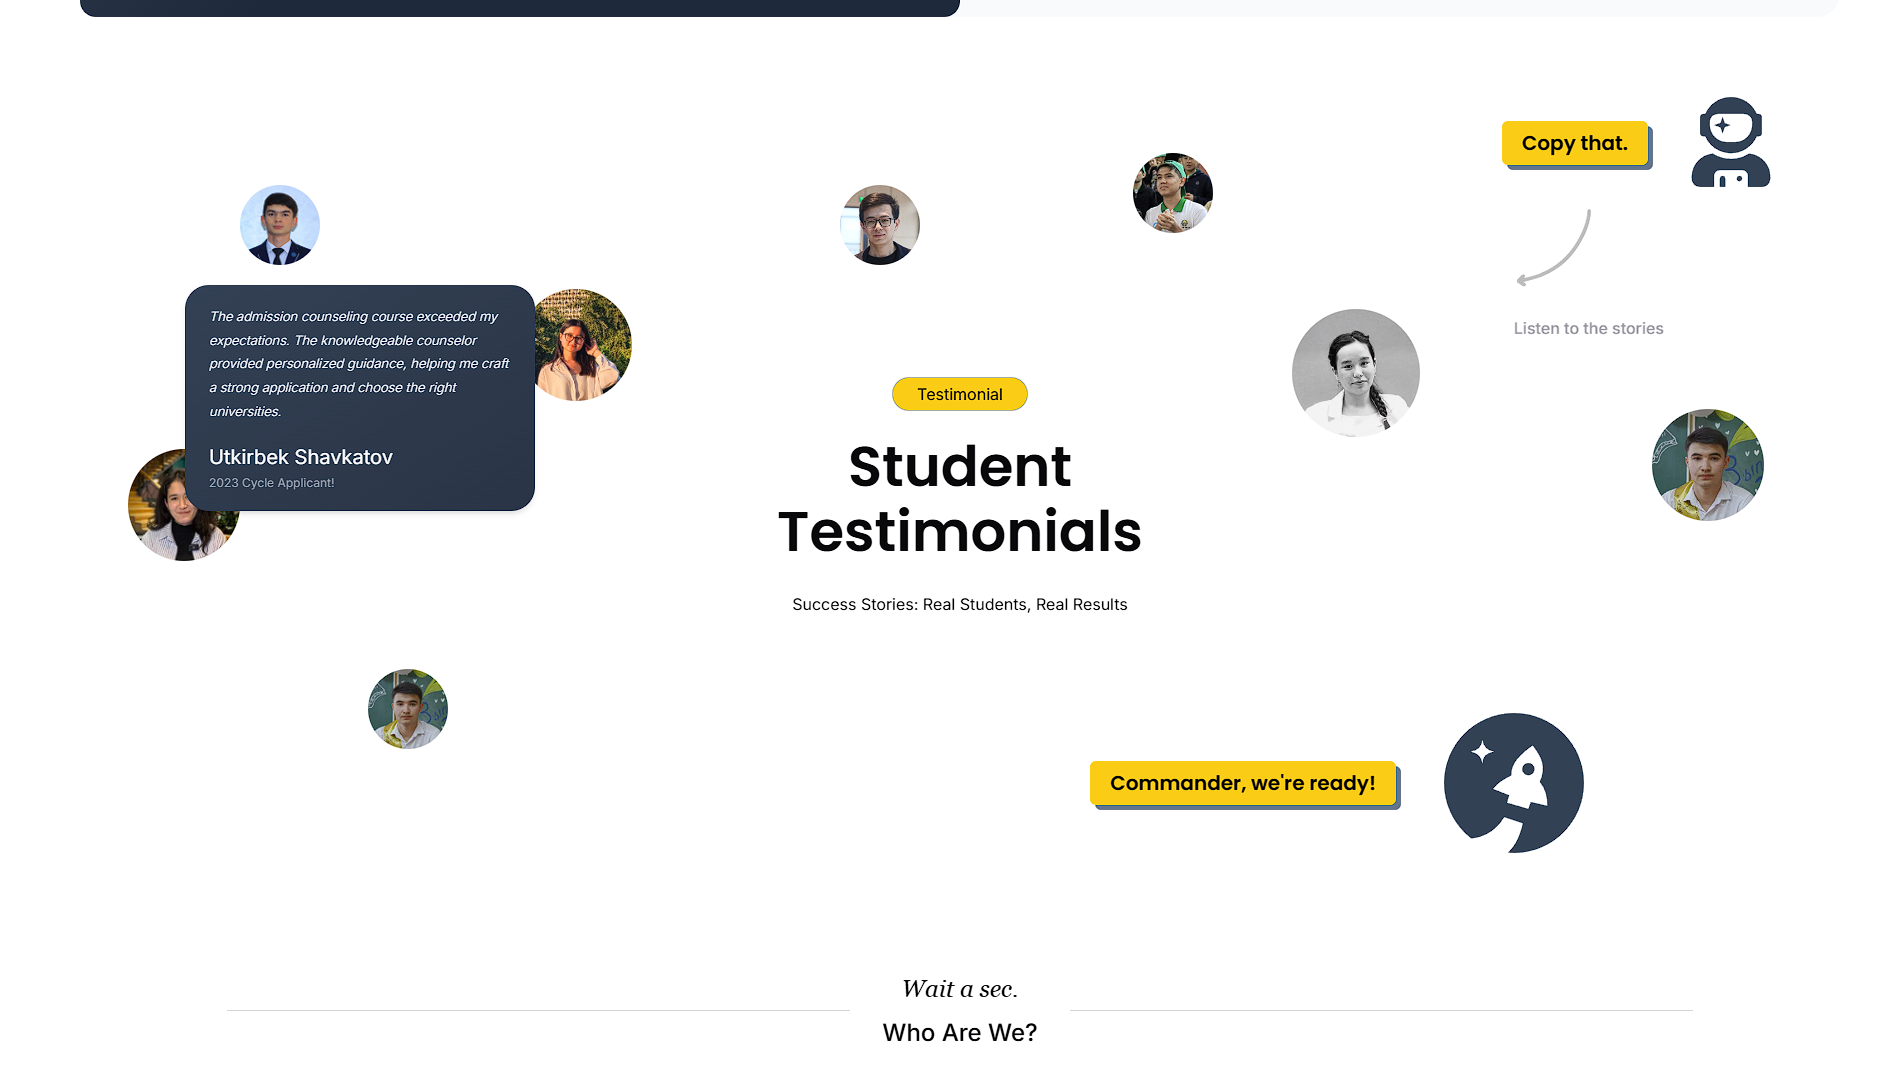 Copy that.
Listen to the stories
The admission counseling course exceeded my
expectations. The knowledgeable counselor
provided personalized guidance, helping me craft
a strong application and choose the right
universities.
Utkirbek Shavkatov
2023 Cycle Applicant!
Testimonial
Student
Testimonials
Success Stories: Real Students, Real Results
Commander, we're ready!
Wait a sec.
Who Are We?